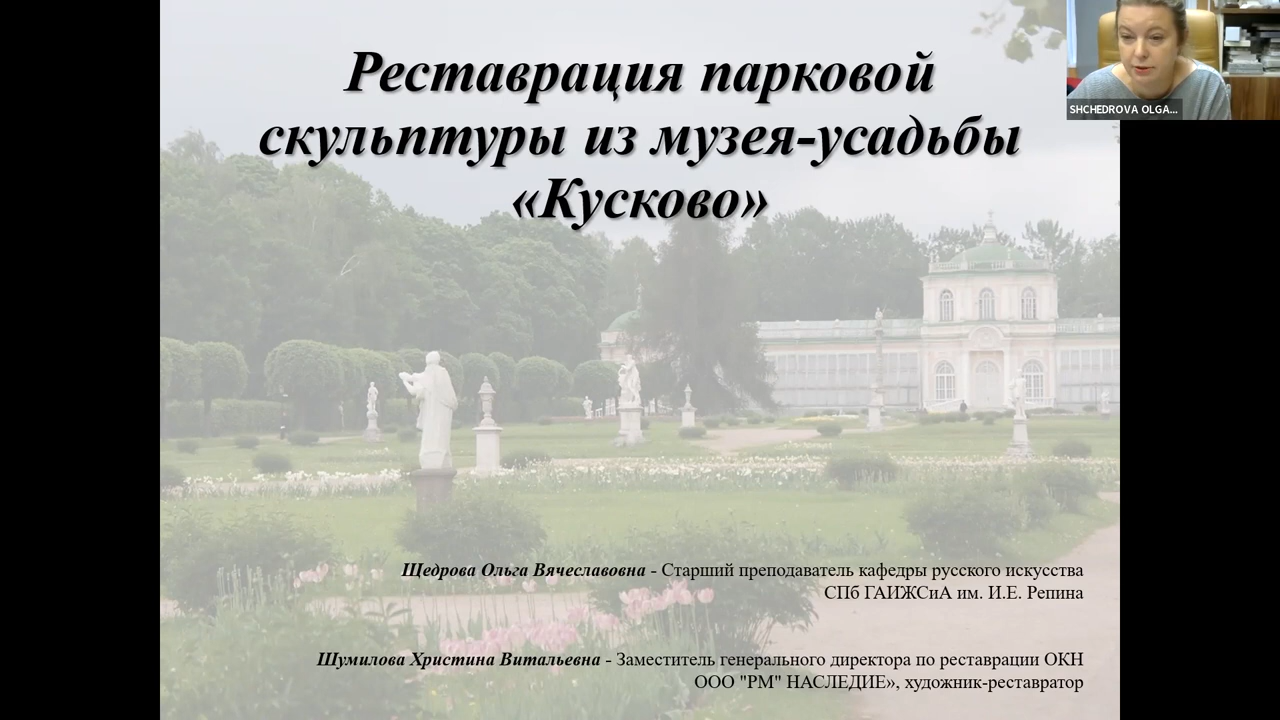 Реставрация парковой
скульптуры из музея-усадьбы
«Кусково»
SHCHEDROVA OLGA...
Щедрова Ольга Вячеславовна - Старший преподаватель кафедры русского искусства
СПб ГАИЖСиА им. И.Е. Репина
Шумилова Христина Витальевна - Заместитель генерального директора по реставрации ОКН
ООО "РМ" НАСЛЕДИЕ», художник-реставратор